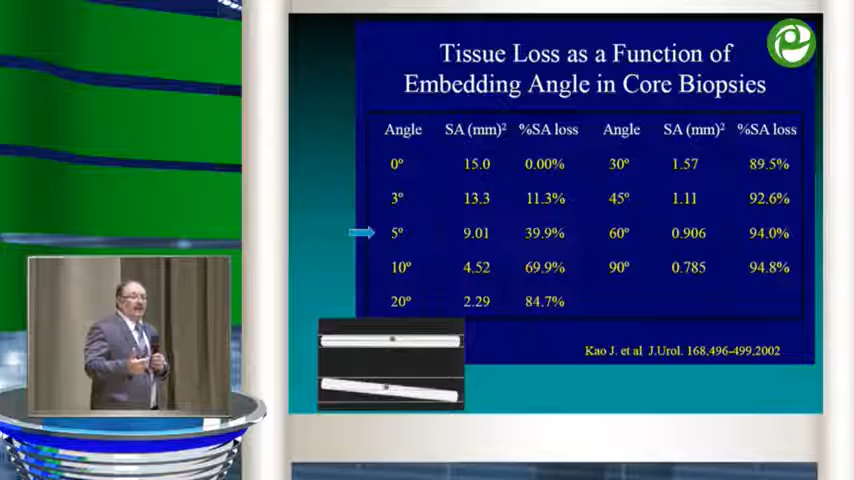 Tissue Loss as a Function of
Embedding Angle in Core Biopsies
Angle SA (mm)² %SA loss Angle SA (mm)² %SA loss
0º 15.0 0.00% 30º 1.57 89.5%
3º 13.3 11.3% 45º 1.11 92.6%
5º 9.01 39.9% 60º 0.906 94.0%
10º 4.52 69.9% 90º 0.785 94.8%
20º 2.29 84.7%
Kao J. et al J.Urol. 168,496-499,2002